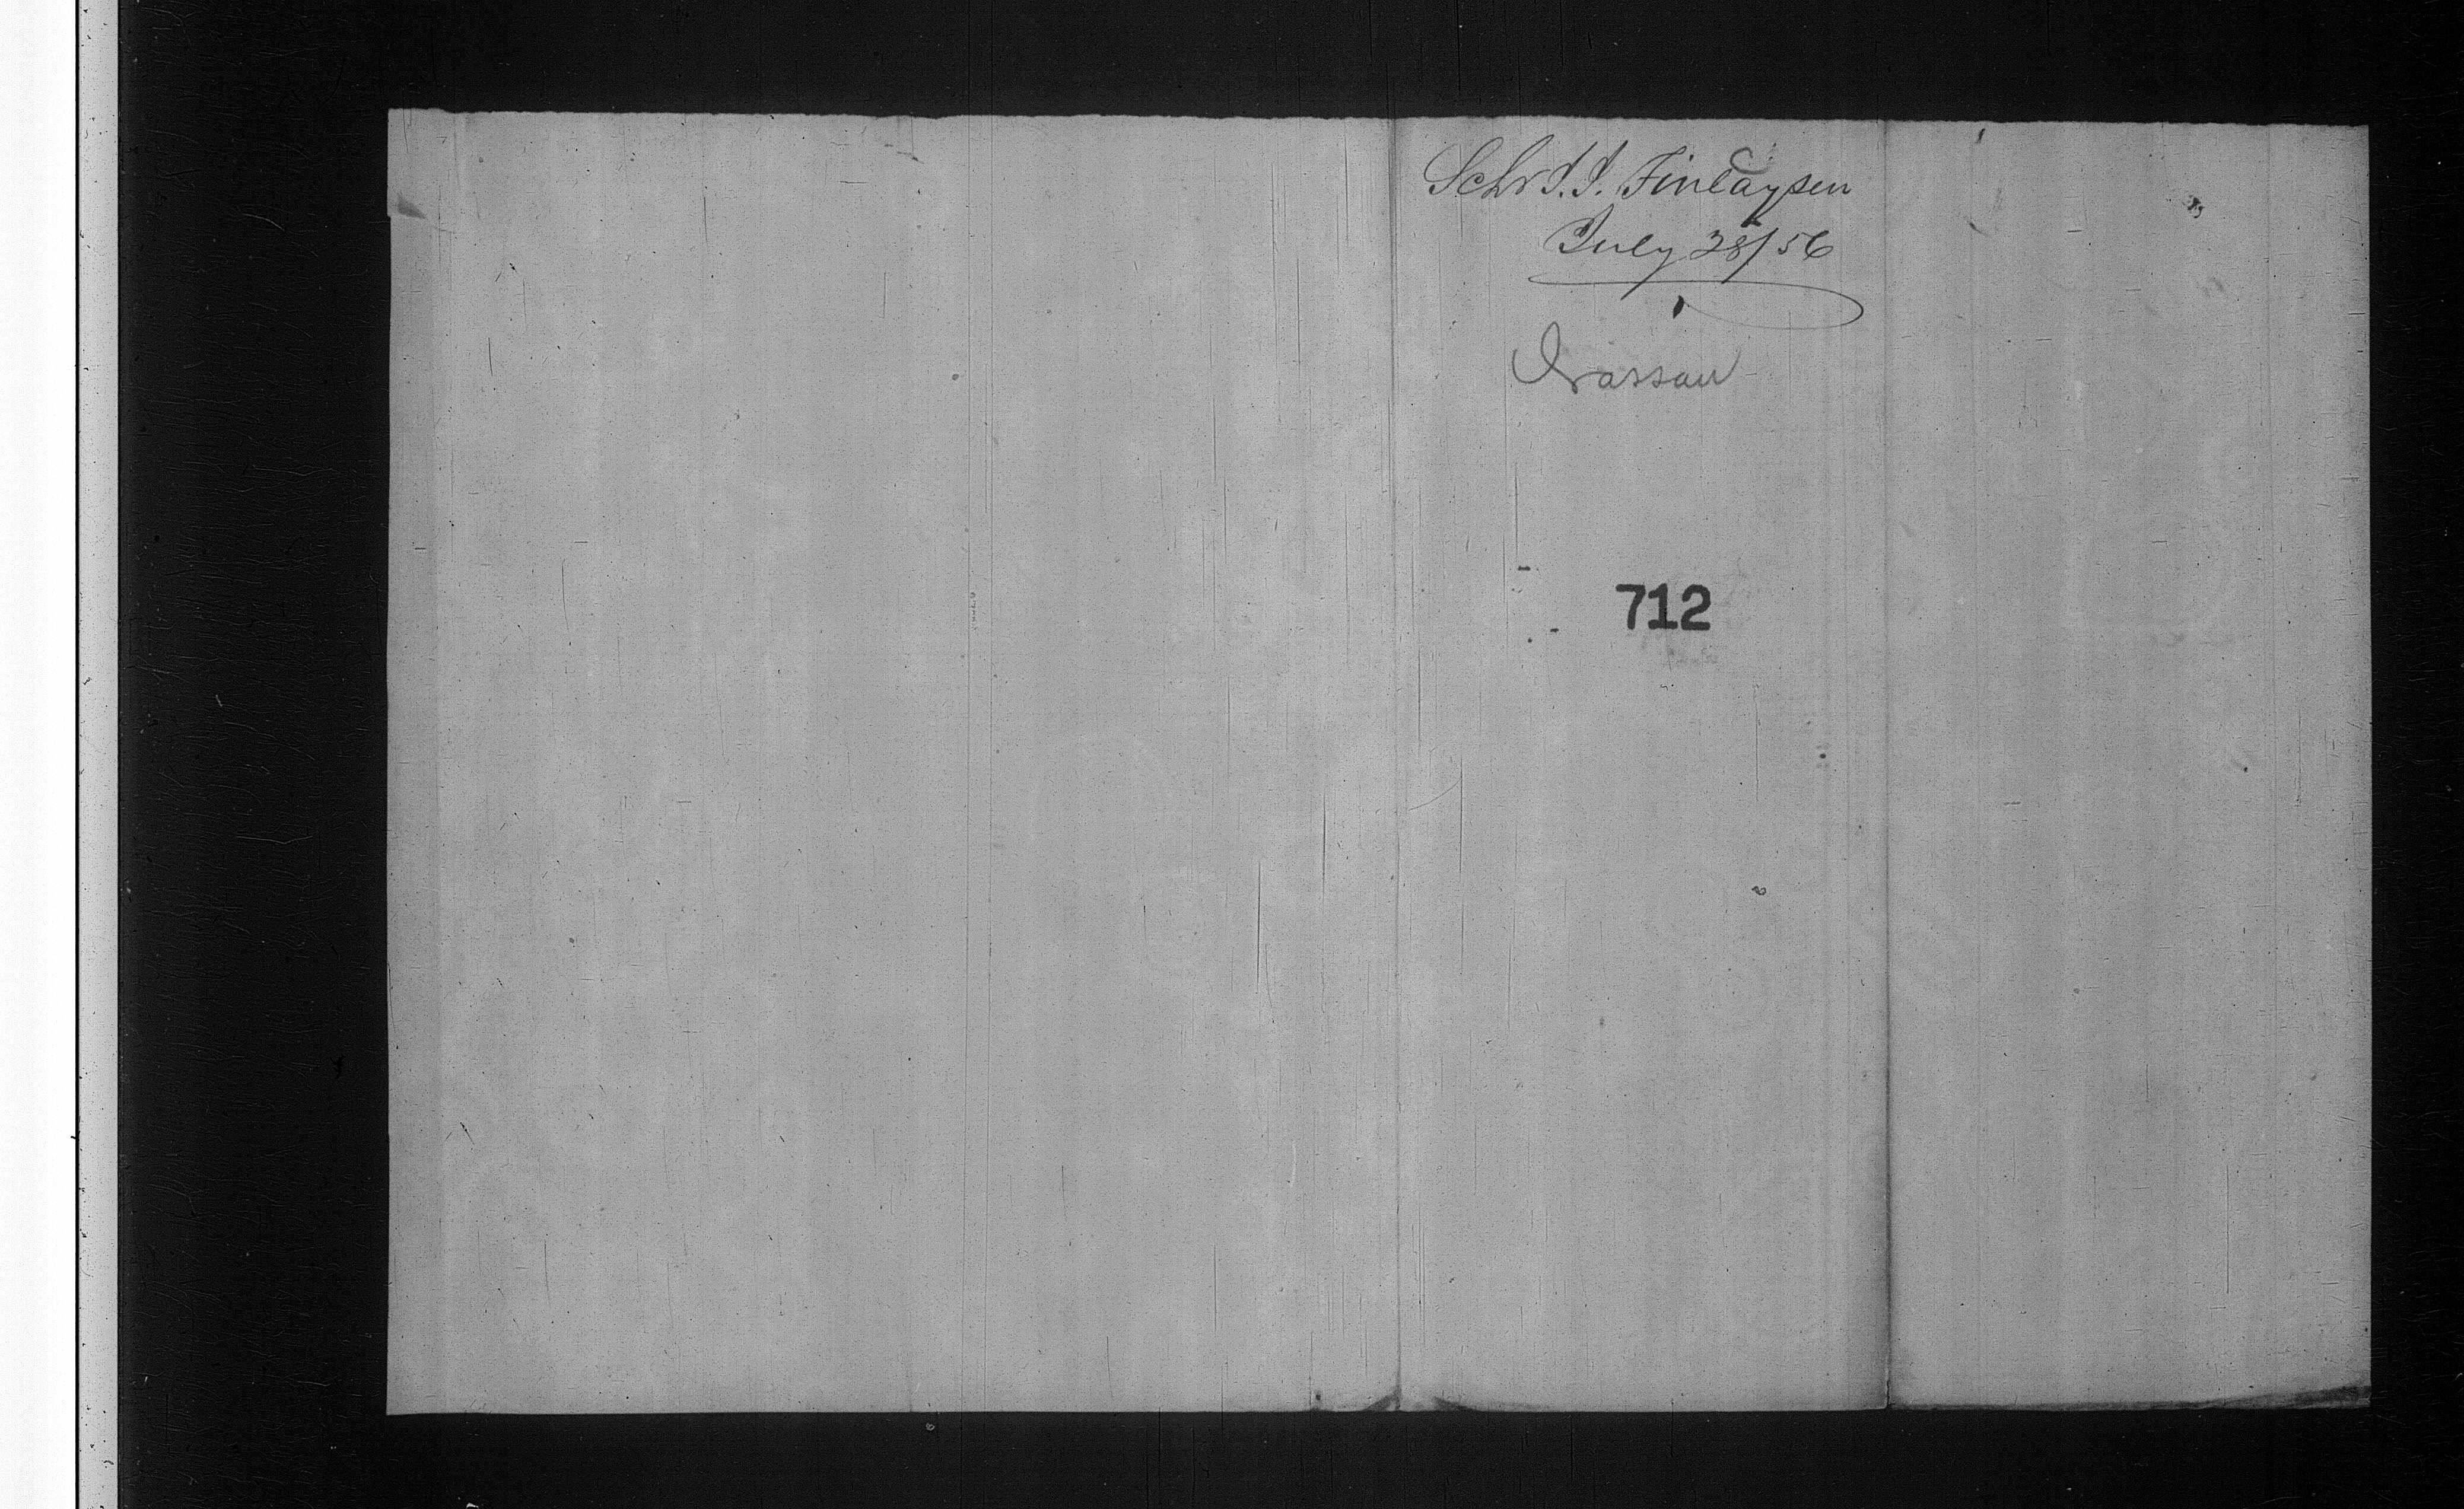 Schr J. J. Finlaysen
July 28/56
Nassau
712